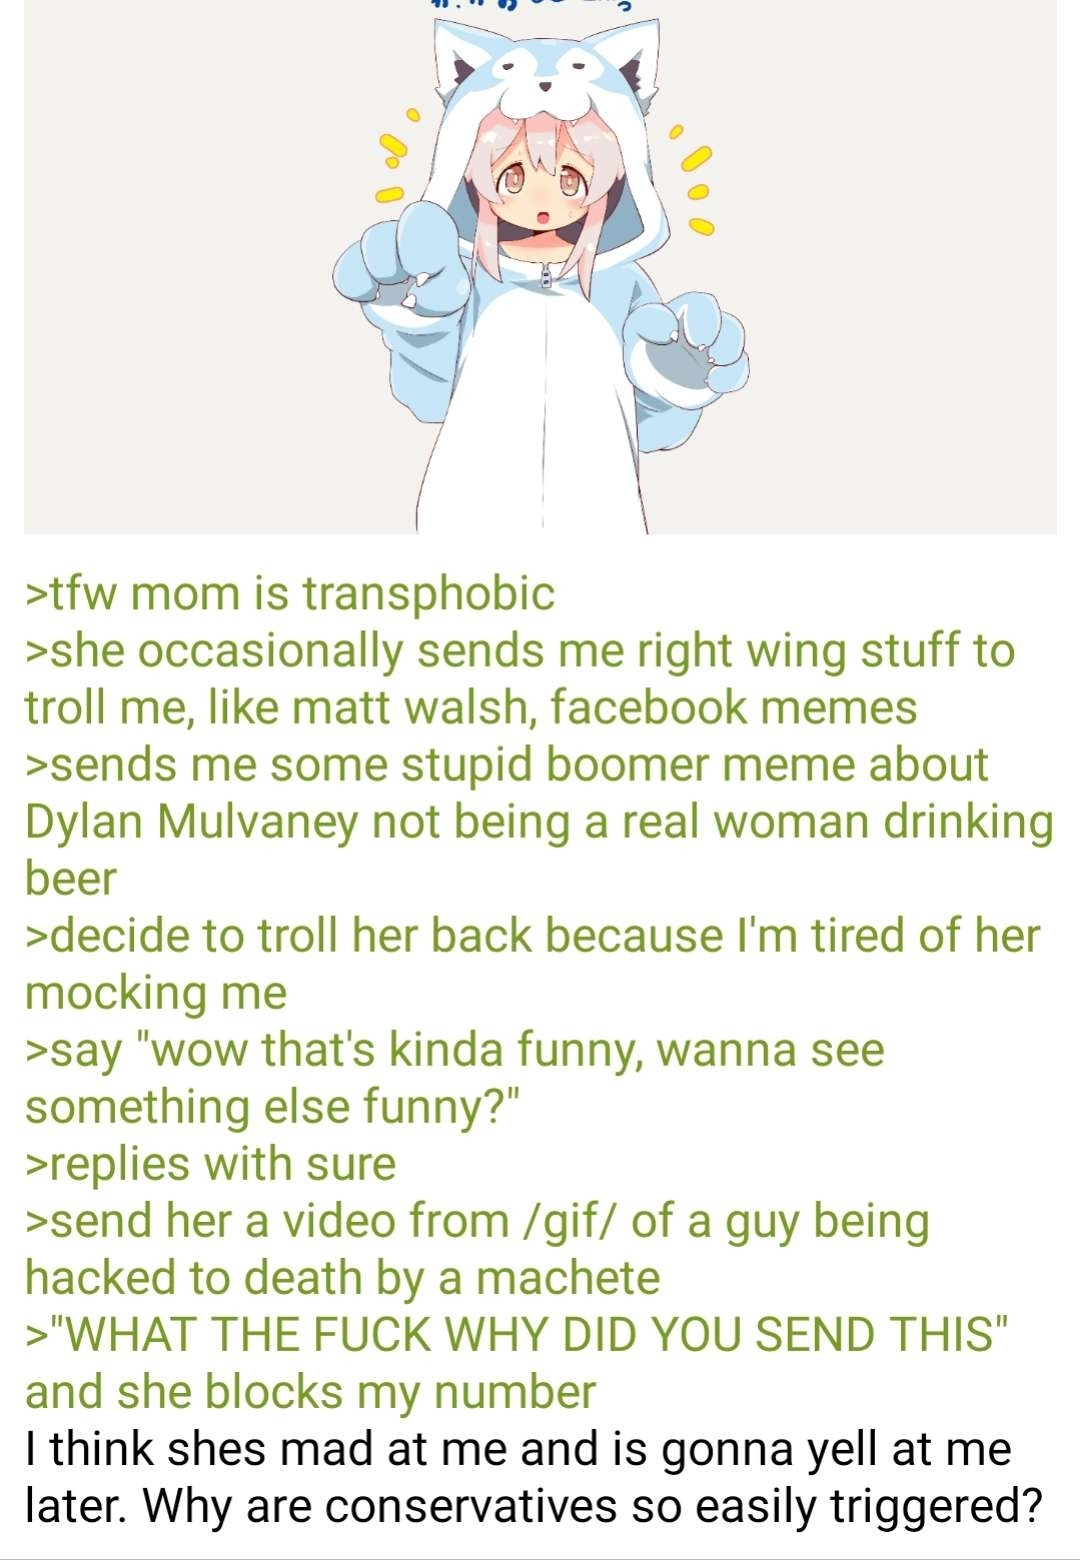 >tfw mom is transphobic
>she occasionally sends me right wing stuff to
troll me, like matt walsh, facebook memes
>sends me some stupid boomer meme about
Dylan Mulvaney not being a real woman drinking
beer
>decide to troll her back because I'm tired of her
mocking me
>say "wow that's kinda funny, wanna see
something else funny?"
>replies with sure
>send her a video from /gif/ of a guy being
hacked to death by a machete
>"WHAT THE FUCK WHY DID YOU SEND THIS"
and she blocks my number
I think shes mad at me and is gonna yell at me
later. Why are conservatives so easily triggered?